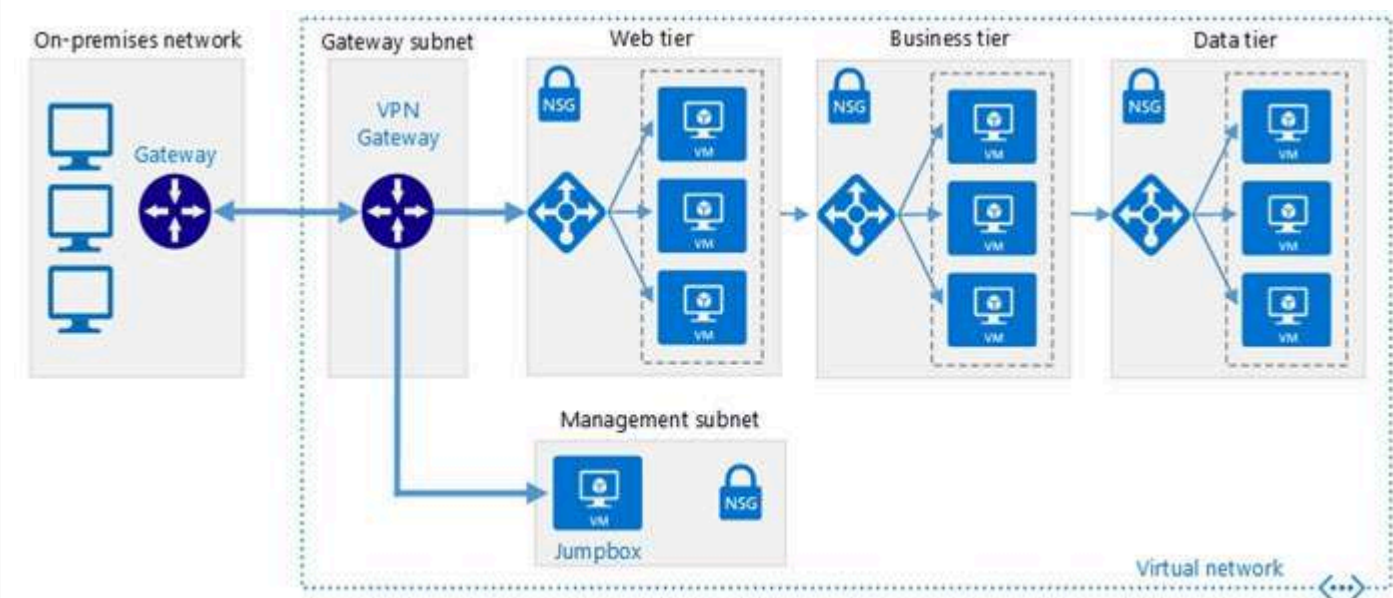 On-premises network
Gateway subnet
Web tier
Business tier
Data tier
Gateway
VPN
Gateway
NSG
VM
VM
VM
NSG
VM
VM
VM
NSG
VM
VM
VM
Management subnet
VM
Jumpbox
NSG
Virtual network